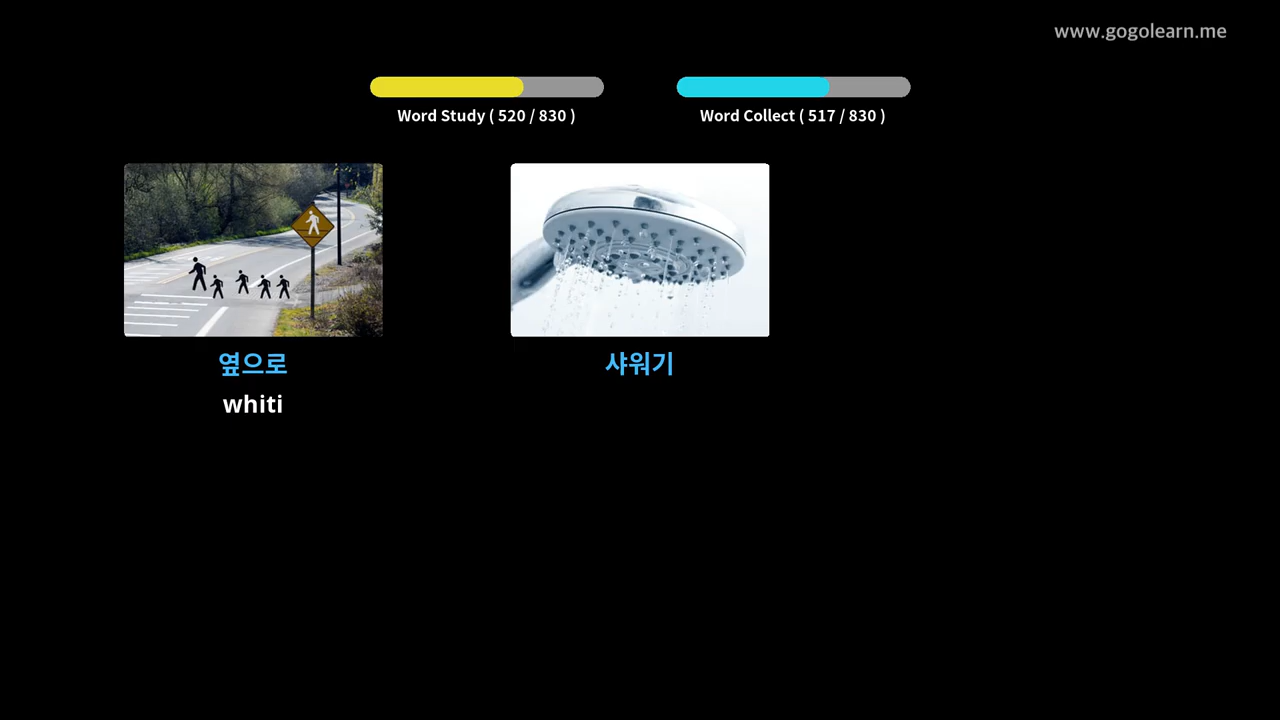 www.gogolearn.me
Word Study ( 520 / 830 )
Word Collect ( 517 / 830 )
옆으로
샤워기
whiti